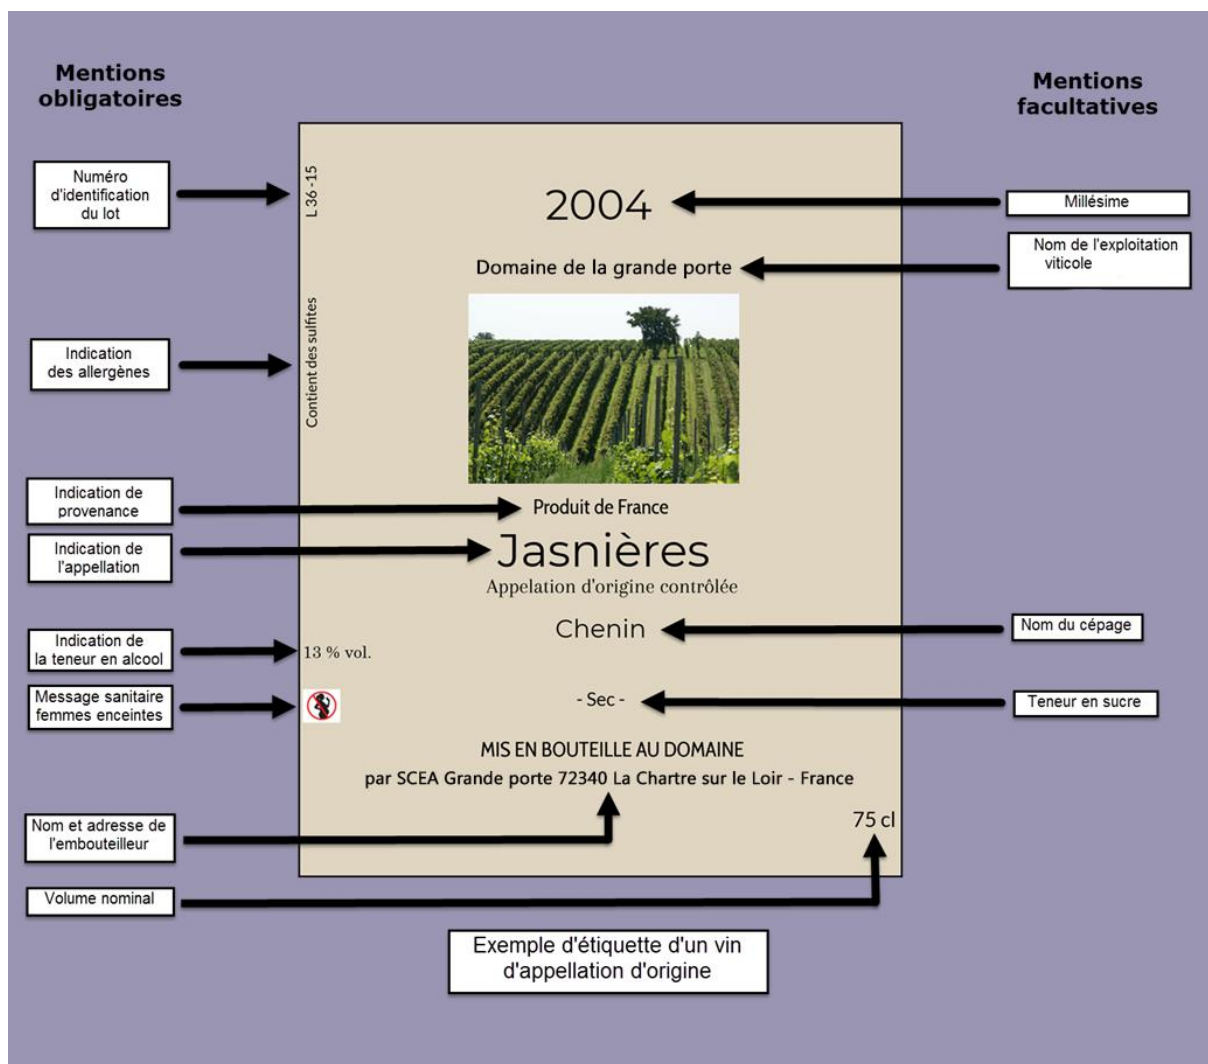 Mentions
obligatoires
Mentions
facultatives
Numéro
d'identification
du lot
L 36 -15
2004
Millésime
Domaine de la grande porte
Nom de l'exploitation
viticole
Indication
des allergènes
Contient des sulfites
Indication de
provenance
Produit de France
Indication de
l'appellation
Jasnières
Appelation d'origine contrôlée
Chenin
Nom du cépage
Indication de
la teneur en alcool
13 % vol.
Message sanitaire
femmes enceintes
- Sec -
Teneur en sucre
MIS EN BOUTEILLE AU DOMAINE
par SCEA Grande porte 72340 La Chartre sur le Loir - France
Nom et adresse de
l'embouteilleur
75 cl
Volume nominal
Exemple d'étiquette d'un vin
d'appellation d'origine